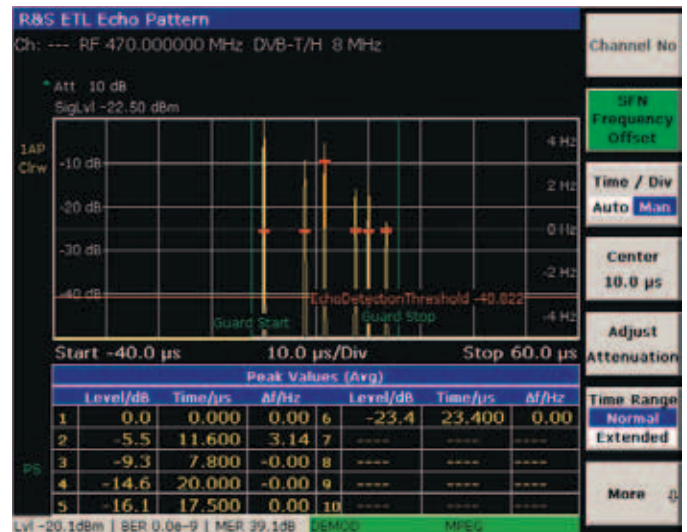 R&S ETL Echo Pattern
Ch: --- RF 470.000000 MHz DVB-T/H 8 MHz
* Att 10 dB
SigLvl -22.50 dBm
1AP
Clrw
-10 dB
-20 dB
-30 dB
-40 dB
4 Hz
2 Hz
0 Hz
-2 Hz
-4 Hz
EchoDetectionThreshold -40.822
Guard Start
Guard Stop
Start -40.0 µs 10.0 µs/Div Stop 60.0 µs
Peak Values (Avg)
Level/dB Time/µs Δf/Hz Level/dB Time/µs Δf/Hz
1 0.0 0.000 0.00 6 -23.4 23.400 0.00
2 -5.5 11.600 3.14 7 ---- ---- ----
3 -9.3 7.800 -0.00 8 ---- ---- ----
4 -14.6 20.000 -0.00 9 ---- ---- ----
5 -16.1 17.500 0.00 10 ---- ---- ----
PS
Lvl -20.1dBm | BER 0.0e-9 | MER 39.1dB DEMOD MPEG
Channel No
SFN
Frequency
Offset
Time / Div
Auto Man
Center
10.0 µs
Adjust
Attenuation
Time Range
Normal
Extended
More